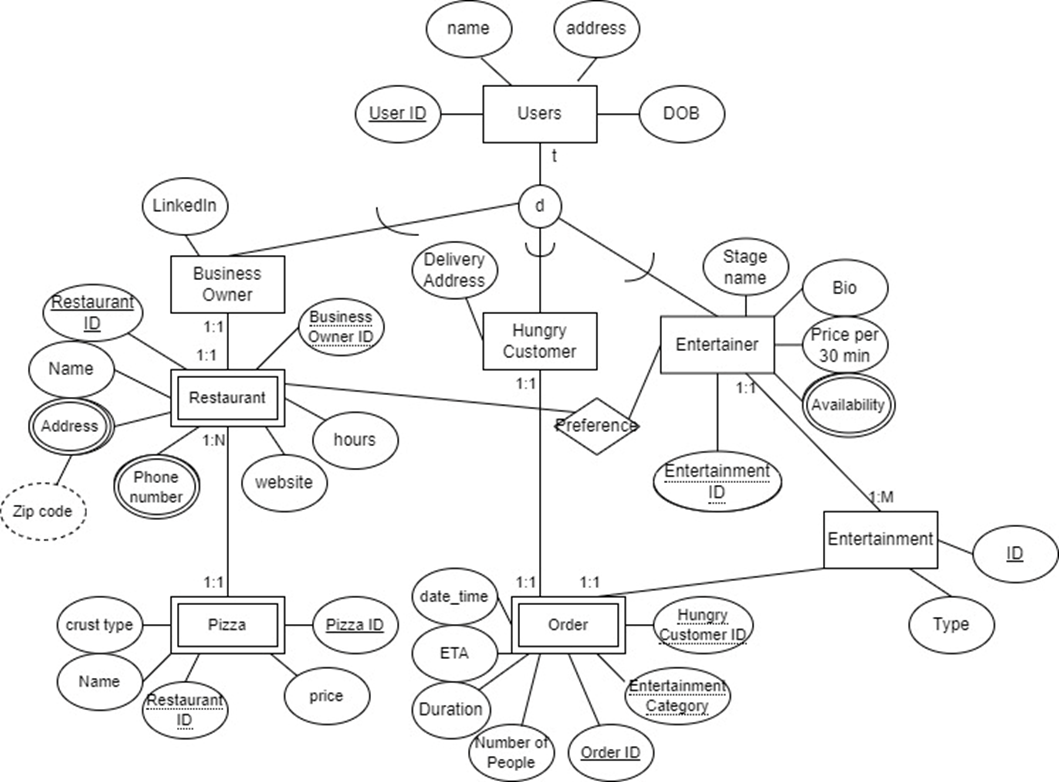 name
address
User ID
Users
DOB
t
d
LinkedIn
Business
Owner
Delivery
Address
Stage
name
Bio
Restaurant
ID
Business
Owner ID
1:1
Hungry
Customer
Entertainer
Price per
30 min
1:1
Name
Restaurant
1:1
1:1
Availability
Address
Preference
1:N
hours
Phone
number
website
Entertainment
ID
Zip code
1:M
Entertainment
ID
1:1
1:1
1:1
date_time
crust type
Pizza
Pizza ID
Order
Hungry
Customer ID
Type
ETA
Name
Restaurant
ID
price
Duration
Entertainment
Category
Number of
People
Order ID